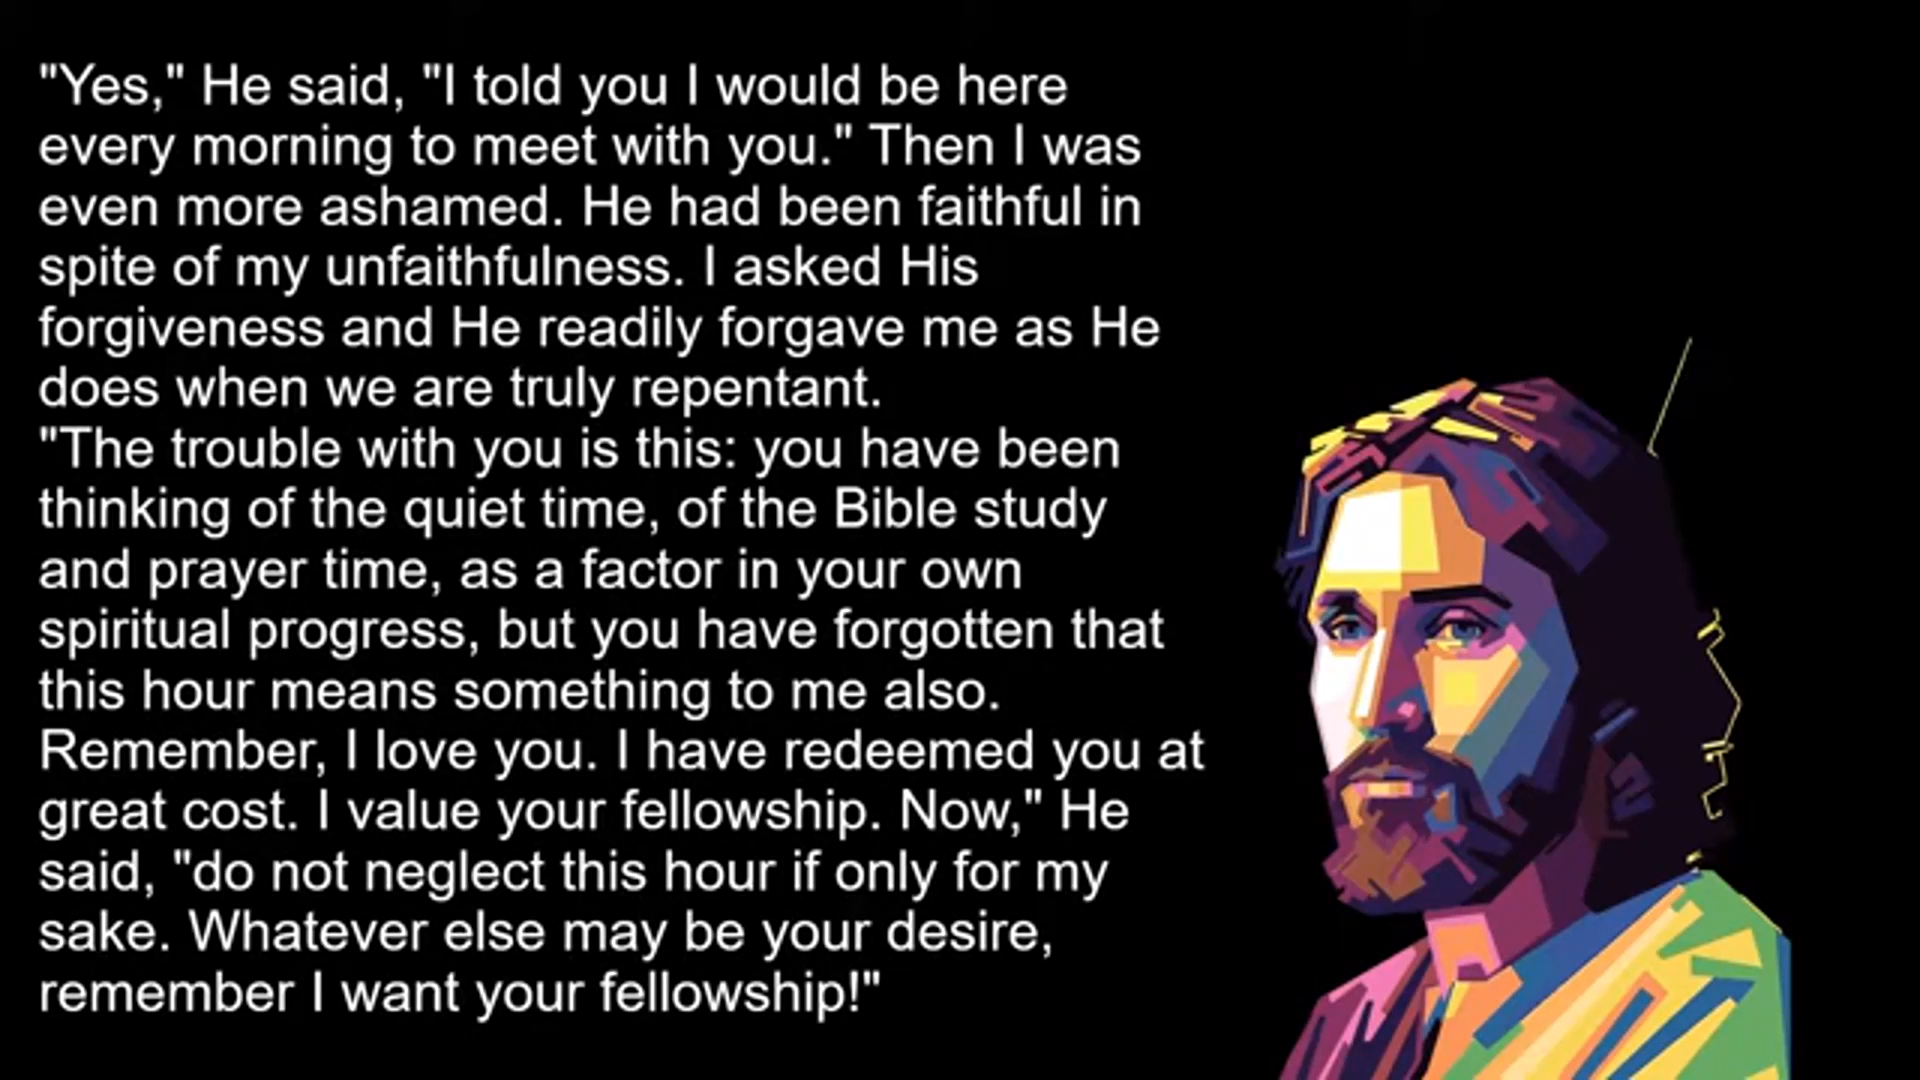 "Yes," He said, "I told you I would be here
every morning to meet with you." Then I was
even more ashamed. He had been faithful in
spite of my unfaithfulness. I asked His
forgiveness and He readily forgave me as He
does when we are truly repentant.
"The trouble with you is this: you have been
thinking of the quiet time, of the Bible study
and prayer time, as a factor in your own
spiritual progress, but you have forgotten that
this hour means something to me also.
Remember, I love you. I have redeemed you at
great cost. I value your fellowship. Now," He
said, "do not neglect this hour if only for my
sake. Whatever else may be your desire,
remember I want your fellowship!"